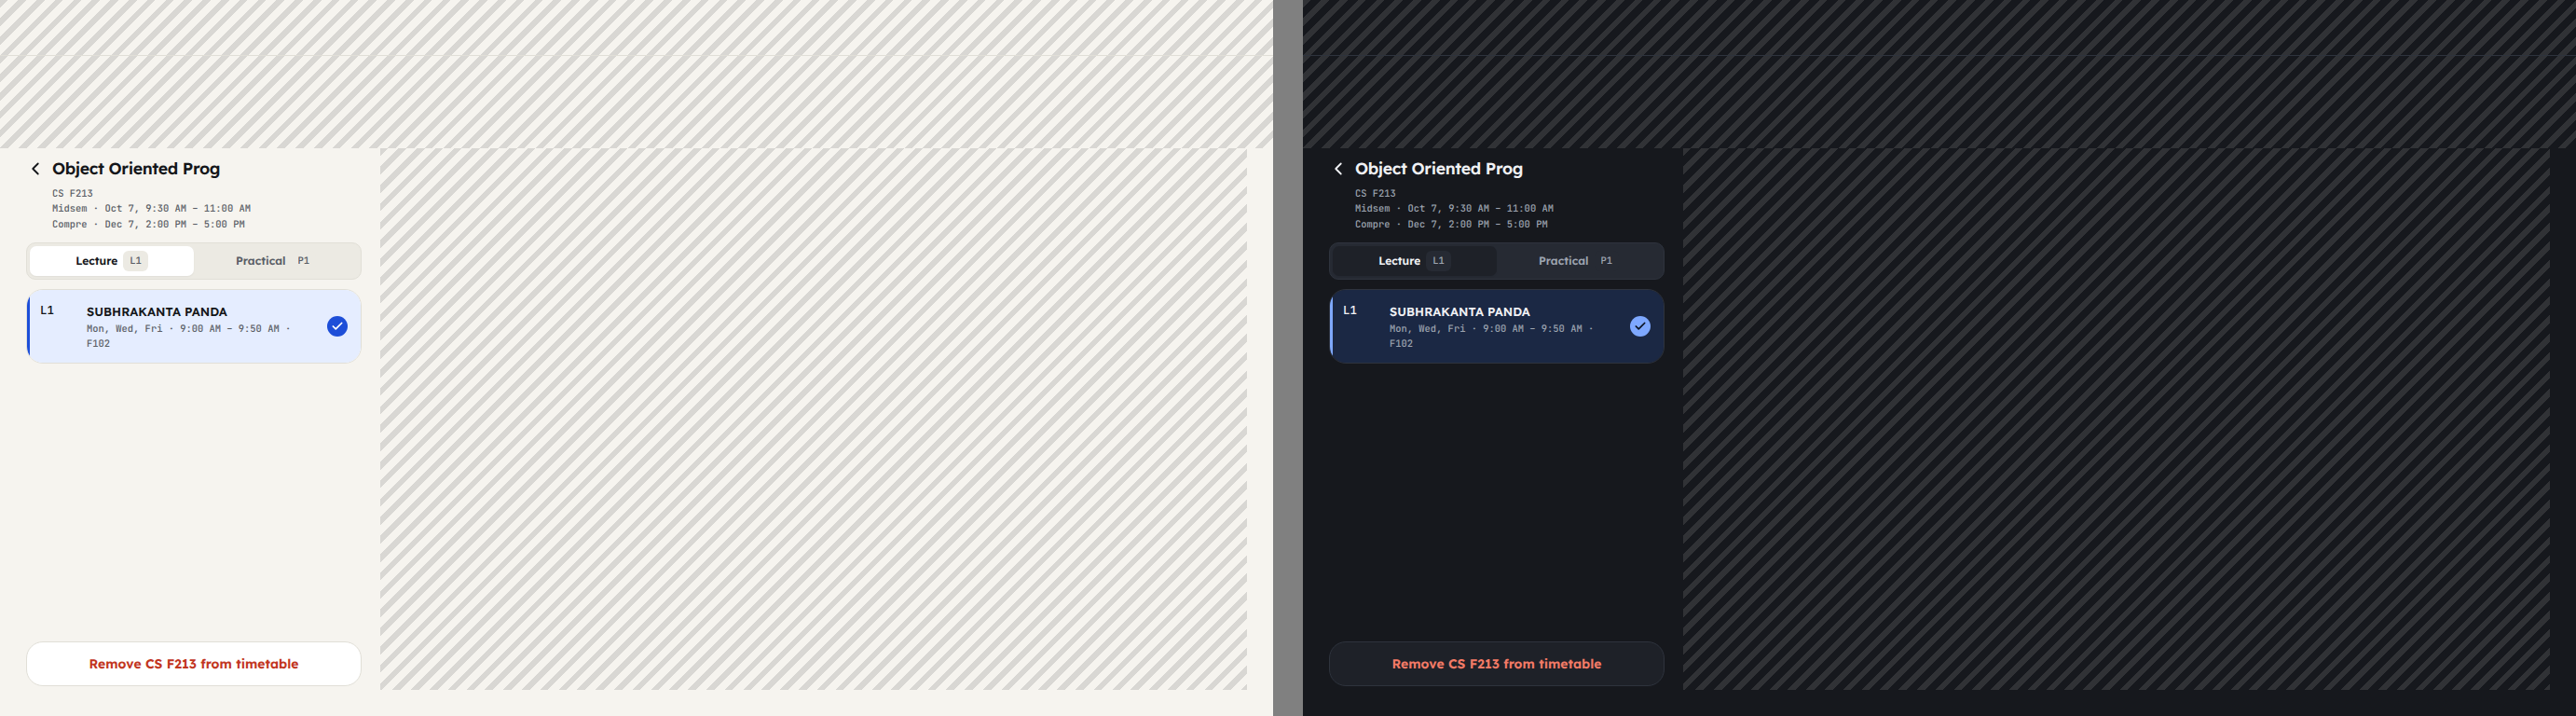 Object Oriented Prog
CS F213
Midsem · Oct 7, 9:30 AM – 11:00 AM
Compre · Dec 7, 2:00 PM – 5:00 PM
Lecture L1 Practical P1
L1 SUBHRAKANTA PANDA
Mon, Wed, Fri · 9:00 AM – 9:50 AM ·
F102
Remove CS F213 from timetable
Object Oriented Prog
CS F213
Midsem · Oct 7, 9:30 AM – 11:00 AM
Compre · Dec 7, 2:00 PM – 5:00 PM
Lecture L1 Practical P1
L1 SUBHRAKANTA PANDA
Mon, Wed, Fri · 9:00 AM – 9:50 AM ·
F102
Remove CS F213 from timetable